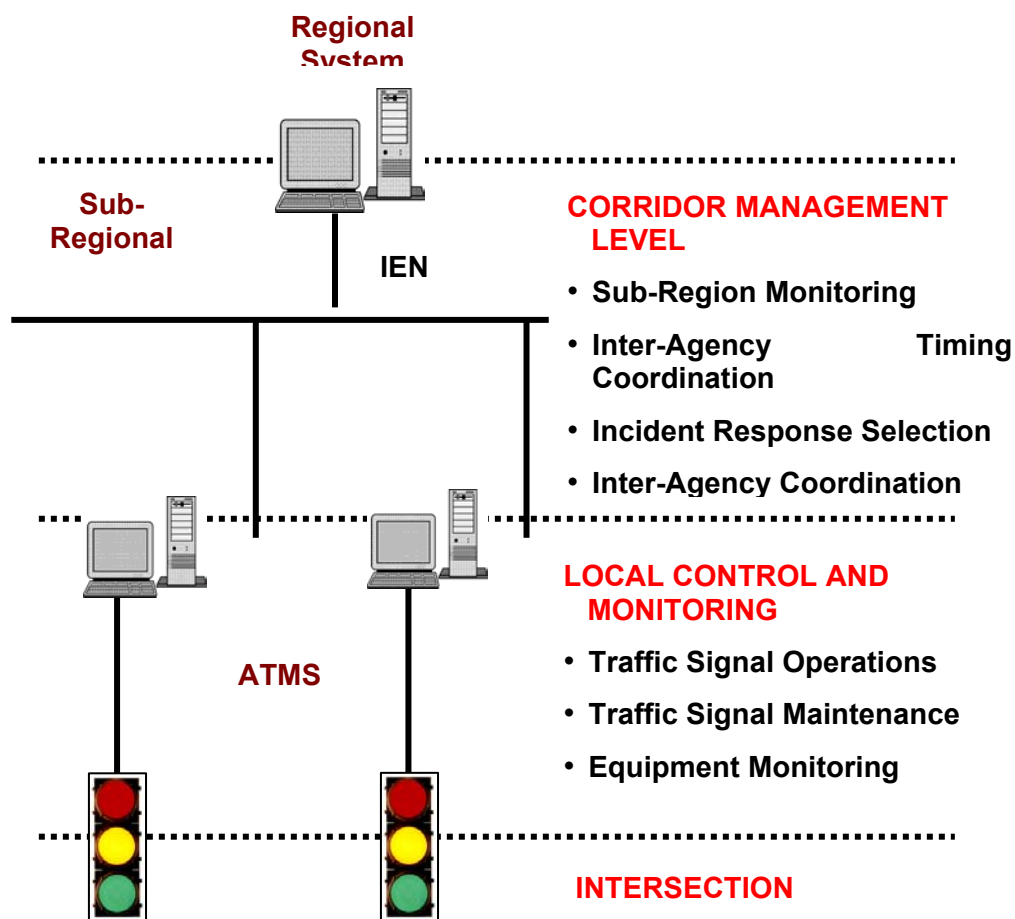 Regional
System
Sub-
Regional
IEN
CORRIDOR MANAGEMENT
LEVEL
• Sub-Region Monitoring
• Inter-Agency Timing
Coordination
• Incident Response Selection
• Inter-Agency Coordination
ATMS
LOCAL CONTROL AND
MONITORING
• Traffic Signal Operations
• Traffic Signal Maintenance
• Equipment Monitoring
INTERSECTION